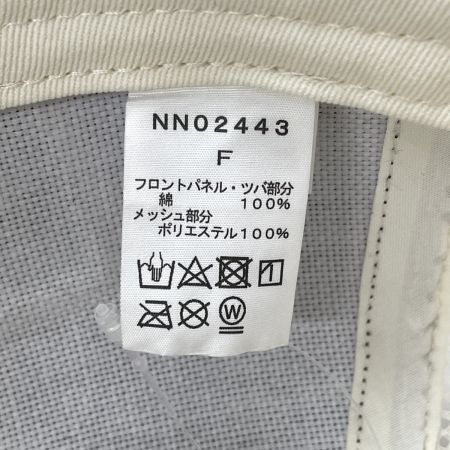 NN02443
F
フロントパネル・ツバ部分
綿 100%
メッシュ部分
ポリエステル100%
W